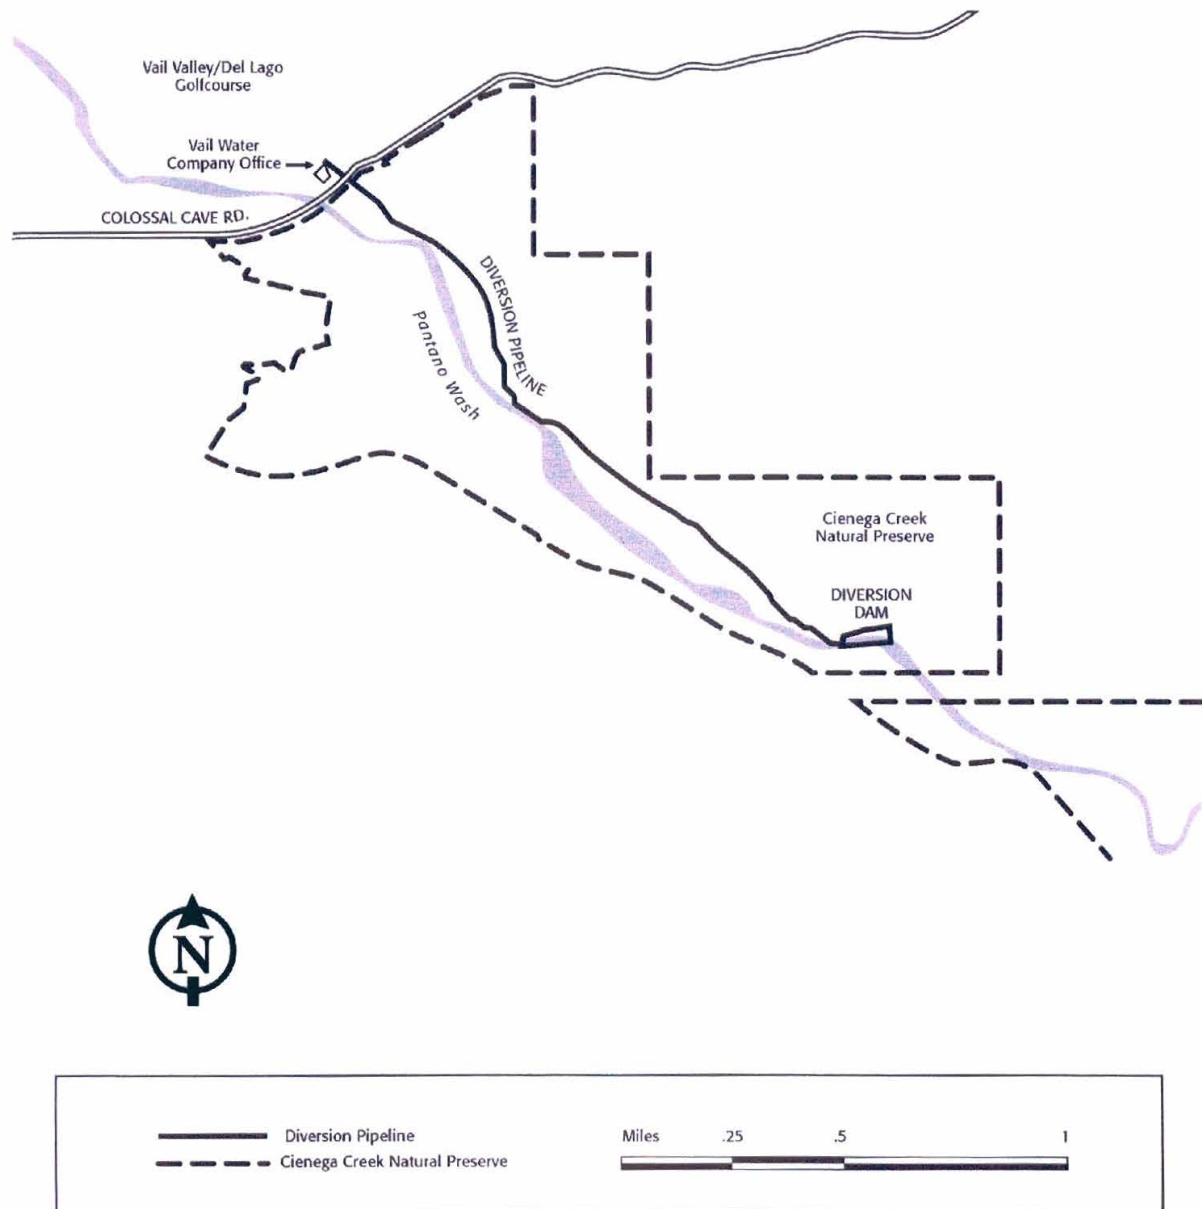 Vail Valley/Del Lago
Golfcourse
Vail Water
Company Office
COLOSSAL CAVE RD.
DIVERSION PIPELINE
Pantano Wash
Cienega Creek
Natural Preserve
DIVERSION
DAM
N
Diversion Pipeline
Cienega Creek Natural Preserve
Miles .25 .5 1